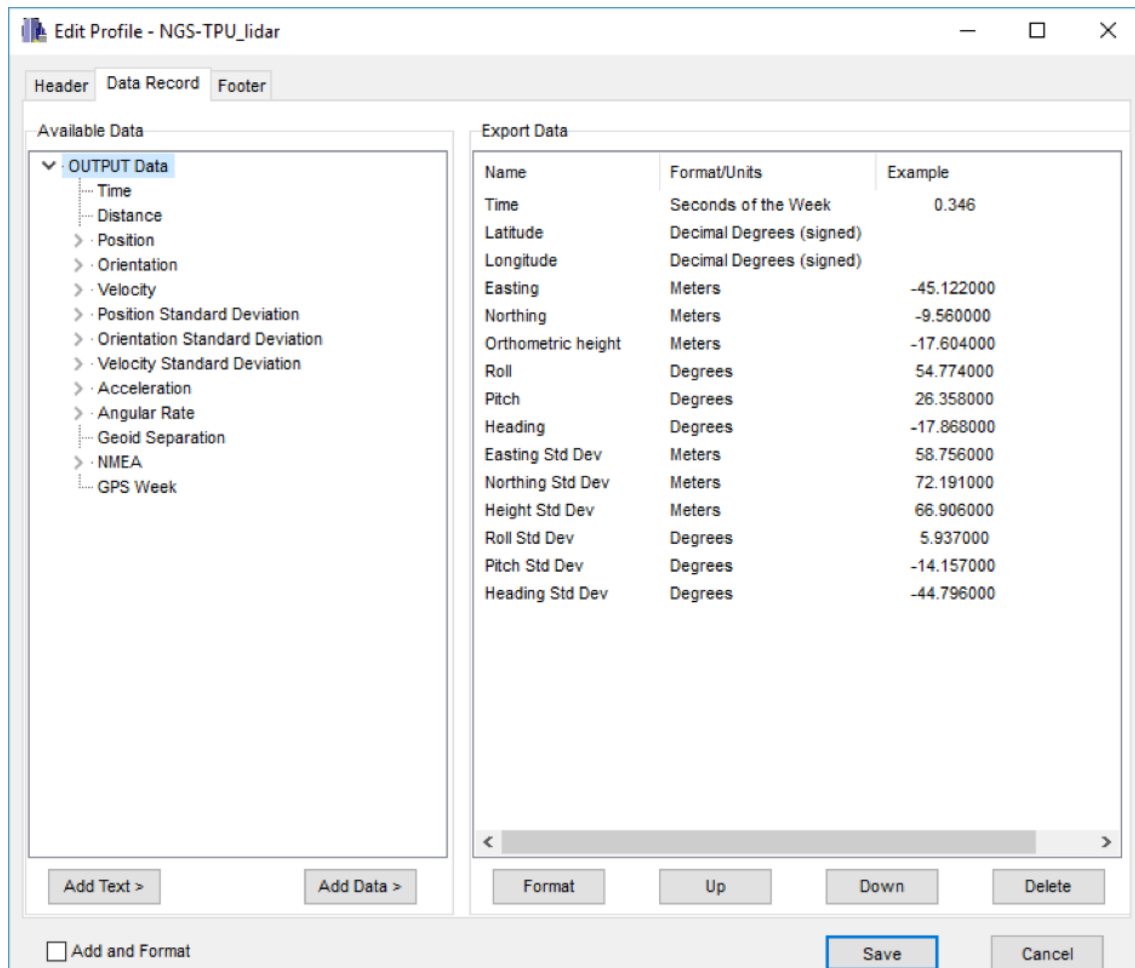 Edit Profile - NGS-TPU_lidar
Header Data Record Footer
Available Data
OUTPUT Data
Time
Distance
Position
Orientation
Velocity
Position Standard Deviation
Orientation Standard Deviation
Velocity Standard Deviation
Acceleration
Angular Rate
Geoid Separation
NMEA
GPS Week
Add Text > Add Data >
Export Data
Name Format/Units Example
Time Seconds of the Week 0.346
Latitude Decimal Degrees (signed)
Longitude Decimal Degrees (signed)
Easting Meters -45.122000
Northing Meters -9.560000
Orthometric height Meters -17.604000
Roll Degrees 54.774000
Pitch Degrees 26.358000
Heading Degrees -17.868000
Easting Std Dev Meters 58.756000
Northing Std Dev Meters 72.191000
Height Std Dev Meters 66.906000
Roll Std Dev Degrees 5.937000
Pitch Std Dev Degrees -14.157000
Heading Std Dev Degrees -44.796000
Format Up Down Delete
Add and Format
Save Cancel